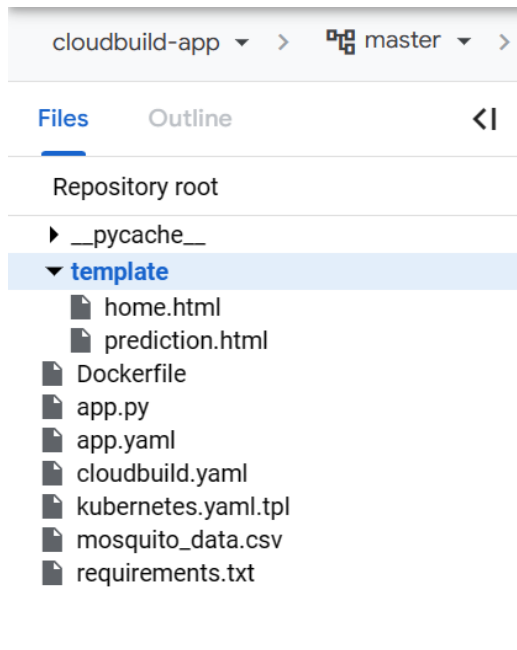 cloudbuild-app master
Files Outline
Repository root
__pycache__
template
home.html
prediction.html
Dockerfile
app.py
app.yaml
cloudbuild.yaml
kubernetes.yaml.tpl
mosquito_data.csv
requirements.txt